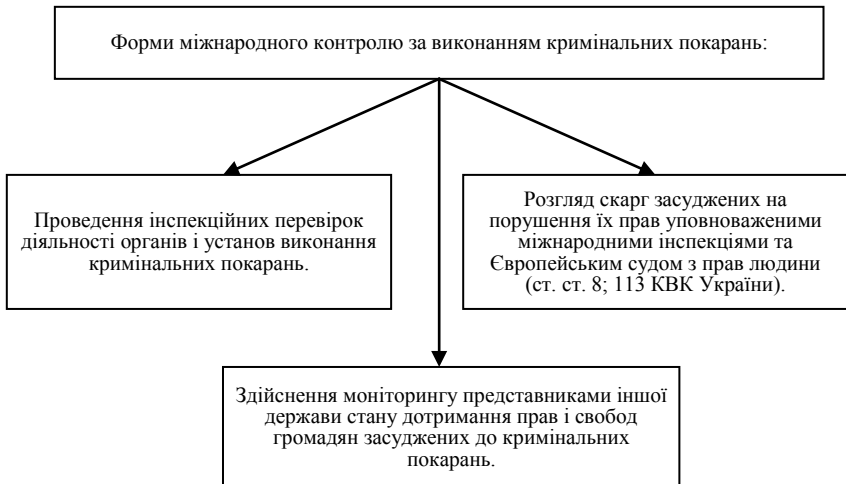 Форми міжнародного контролю за виконанням кримінальних покарань:
Проведення інспекційних перевірок
діяльності органів і установ виконання
кримінальних покарань.
Розгляд скарг засуджених на
порушення їх прав уповноваженими
міжнародними інспекціями та
Європейським судом з прав людини
(ст. ст. 8; 113 КВК України).
Здійснення моніторингу представниками іншої
держави стану дотримання прав і свобод
громадян засуджених до кримінальних
покарань.